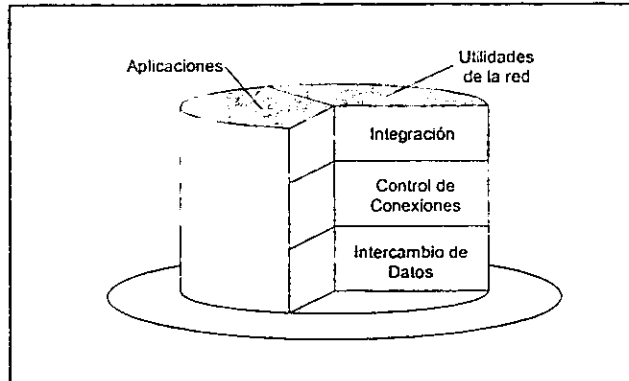 Aplicaciones
Utilidades
de la red
Integración
Control de
Conexiones
Intercambio de
Datos